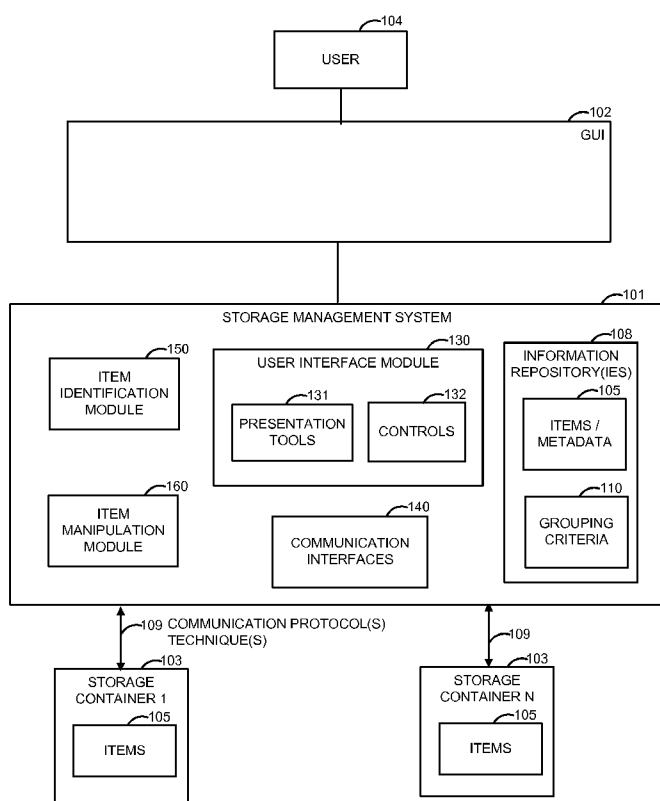 104
USER
102
GUI
101
STORAGE MANAGEMENT SYSTEM
150
ITEM
IDENTIFICATION
MODULE
130
USER INTERFACE MODULE
131
PRESENTATION
TOOLS
132
CONTROLS
108
INFORMATION
REPOSITORY(IES)
105
ITEMS /
METADATA
160
ITEM
MANIPULATION
MODULE
140
COMMUNICATION
INTERFACES
110
GROUPING
CRITERIA
109 COMMUNICATION PROTOCOL(S)
TECHNIQUE(S)
109
103
STORAGE
CONTAINER 1
105
ITEMS
103
STORAGE
CONTAINER N
105
ITEMS